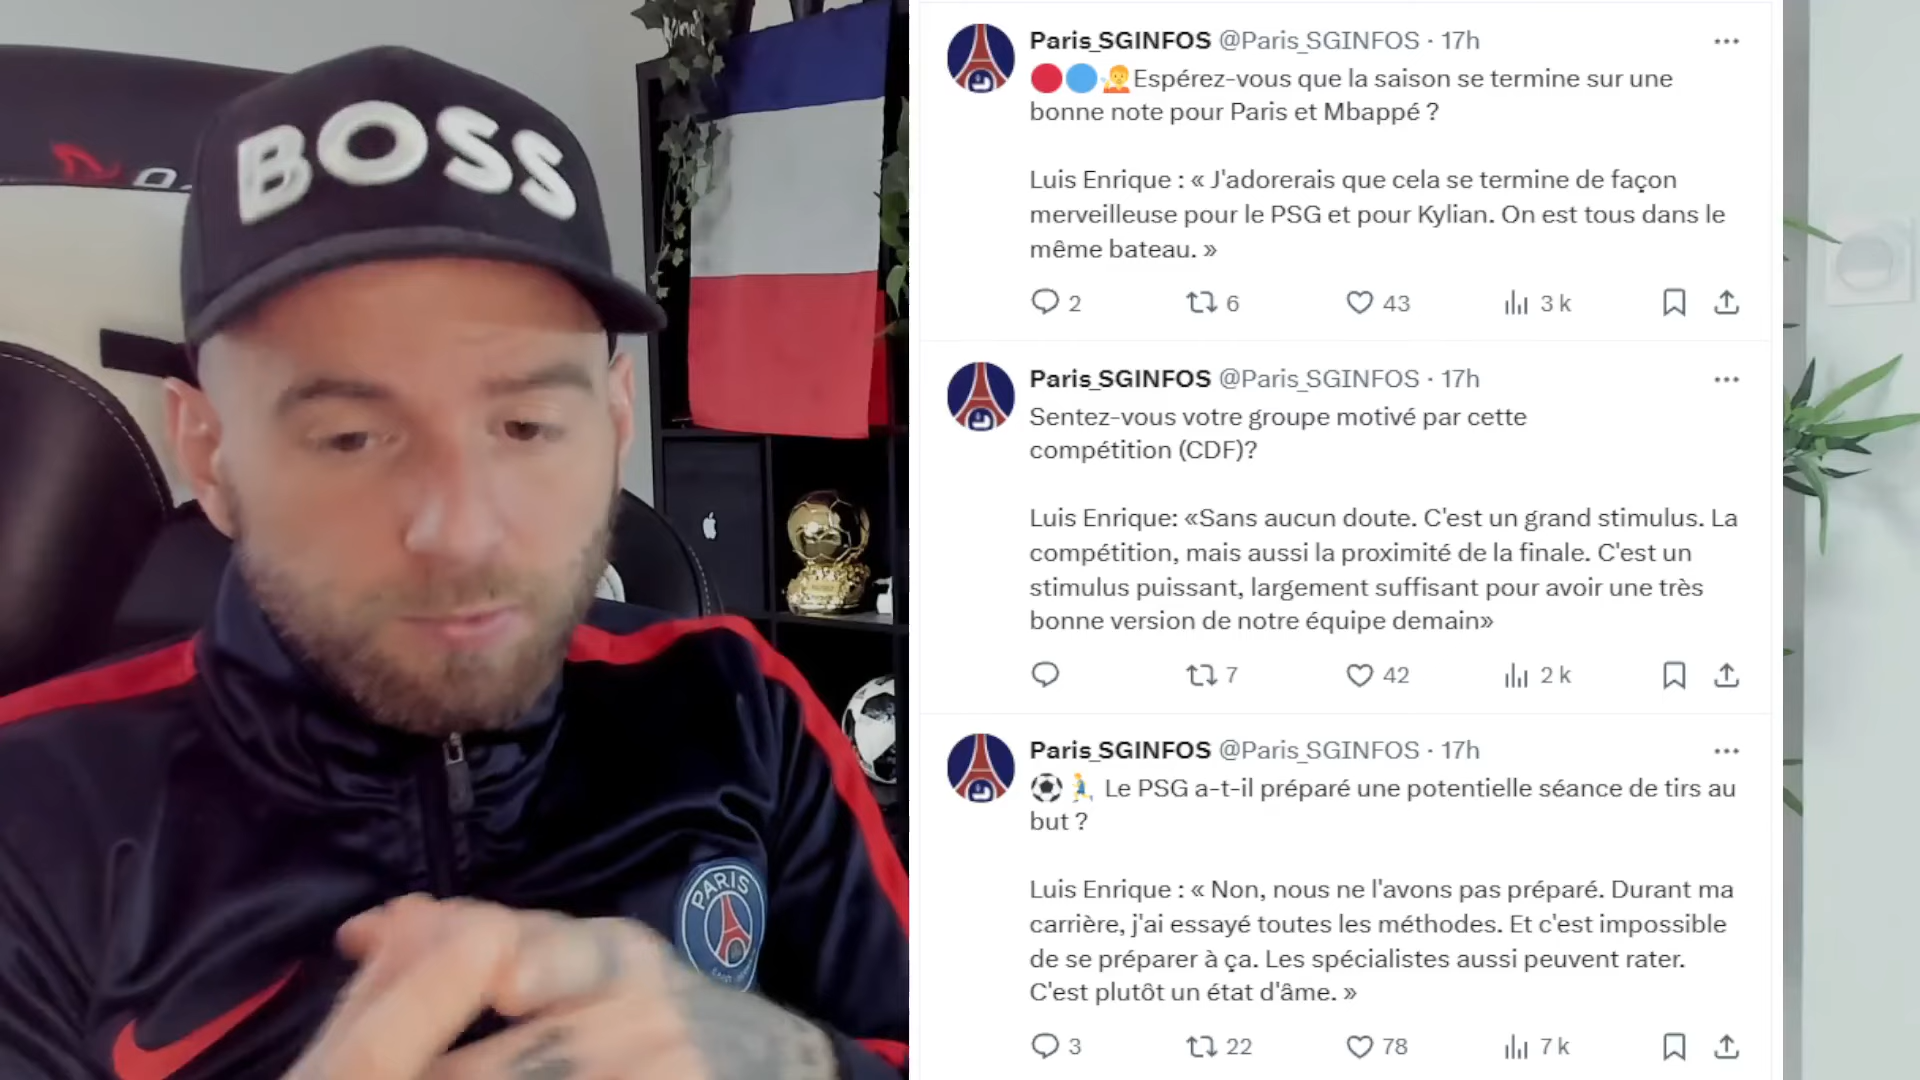 BOSS
PARIS
Paris_SGINFOS @Paris_SGINFOS · 17h
Espérez-vous que la saison se termine sur une
bonne note pour Paris et Mbappé ?
Luis Enrique : « J'adorerais que cela se termine de façon
merveilleuse pour le PSG et pour Kylian. On est tous dans le
même bateau. »
2 6 43 3 k
Paris_SGINFOS @Paris_SGINFOS · 17h
Sentez-vous votre groupe motivé par cette
compétition (CDF)?
Luis Enrique: «Sans aucun doute. C'est un grand stimulus. La
compétition, mais aussi la proximité de la finale. C'est un
stimulus puissant, largement suffisant pour avoir une très
bonne version de notre équipe demain»
7 42 2 k
Paris_SGINFOS @Paris_SGINFOS · 17h
Le PSG a-t-il préparé une potentielle séance de tirs au
but ?
Luis Enrique : « Non, nous ne l'avons pas préparé. Durant ma
carrière, j'ai essayé toutes les méthodes. Et c'est impossible
de se préparer à ça. Les spécialistes aussi peuvent rater.
C'est plutôt un état d'âme. »
3 22 78 7 k